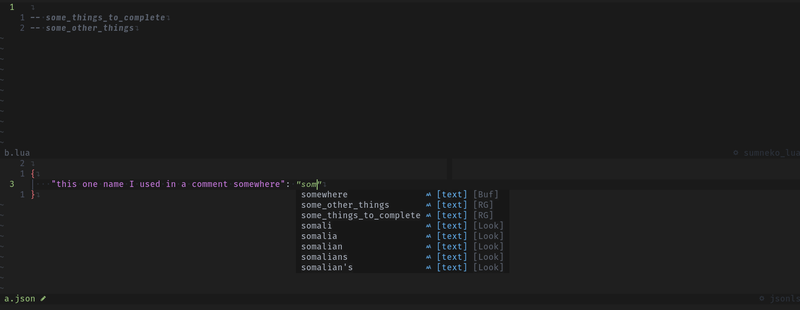 1
1 -- some_things_to_complete
2 -- some_other_things
b.lua sumneko_lua
2
1 {
3 "this one name I used in a comment somewhere": "som"
1 }
somewhere [text] [Buf]
some_other_things [text] [RG]
some_things_to_complete [text] [RG]
somali [text] [Look]
somalia [text] [Look]
somalian [text] [Look]
somalians [text] [Look]
somalian's [text] [Look]
a.json jsonls